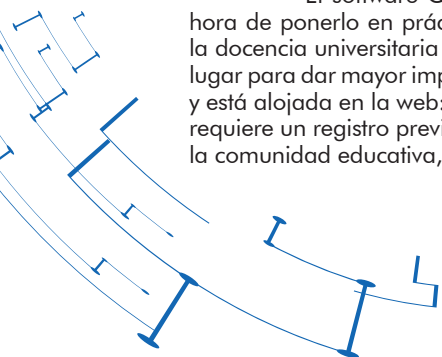 El software
hora de ponerlo en prác
la docencia universitaria
lugar para dar mayor imp
y está alojada en la web:
requiere un registro previ
la comunidad educativa,